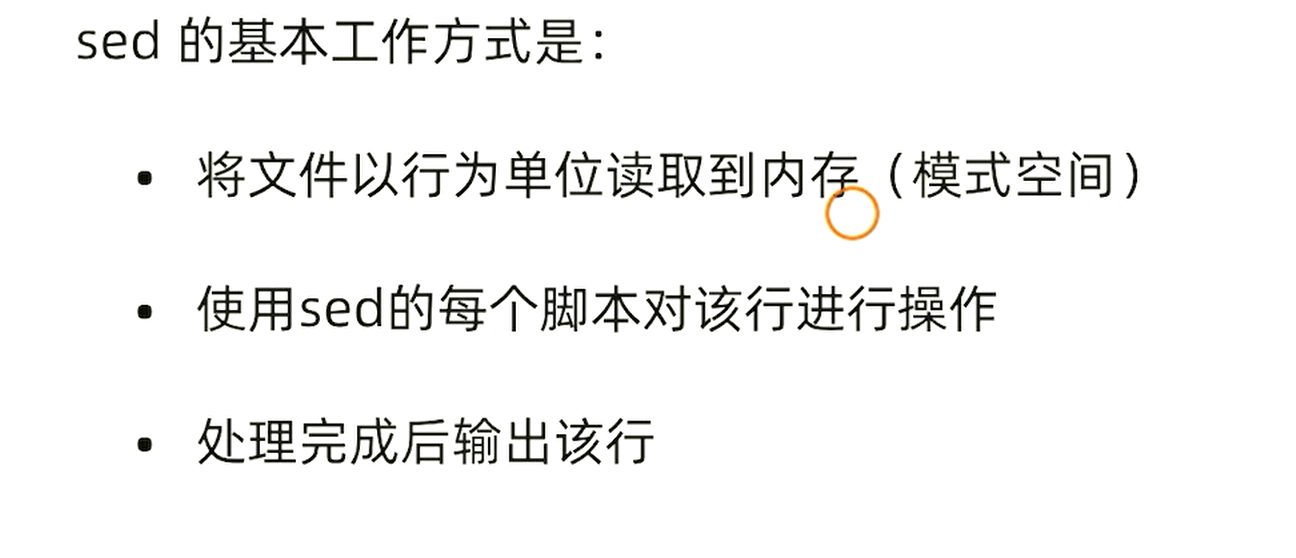 sed 的基本工作方式是：
• 将文件以行为单位读取到内存（模式空间）
• 使用sed的每个脚本对该行进行操作
• 处理完成后输出该行